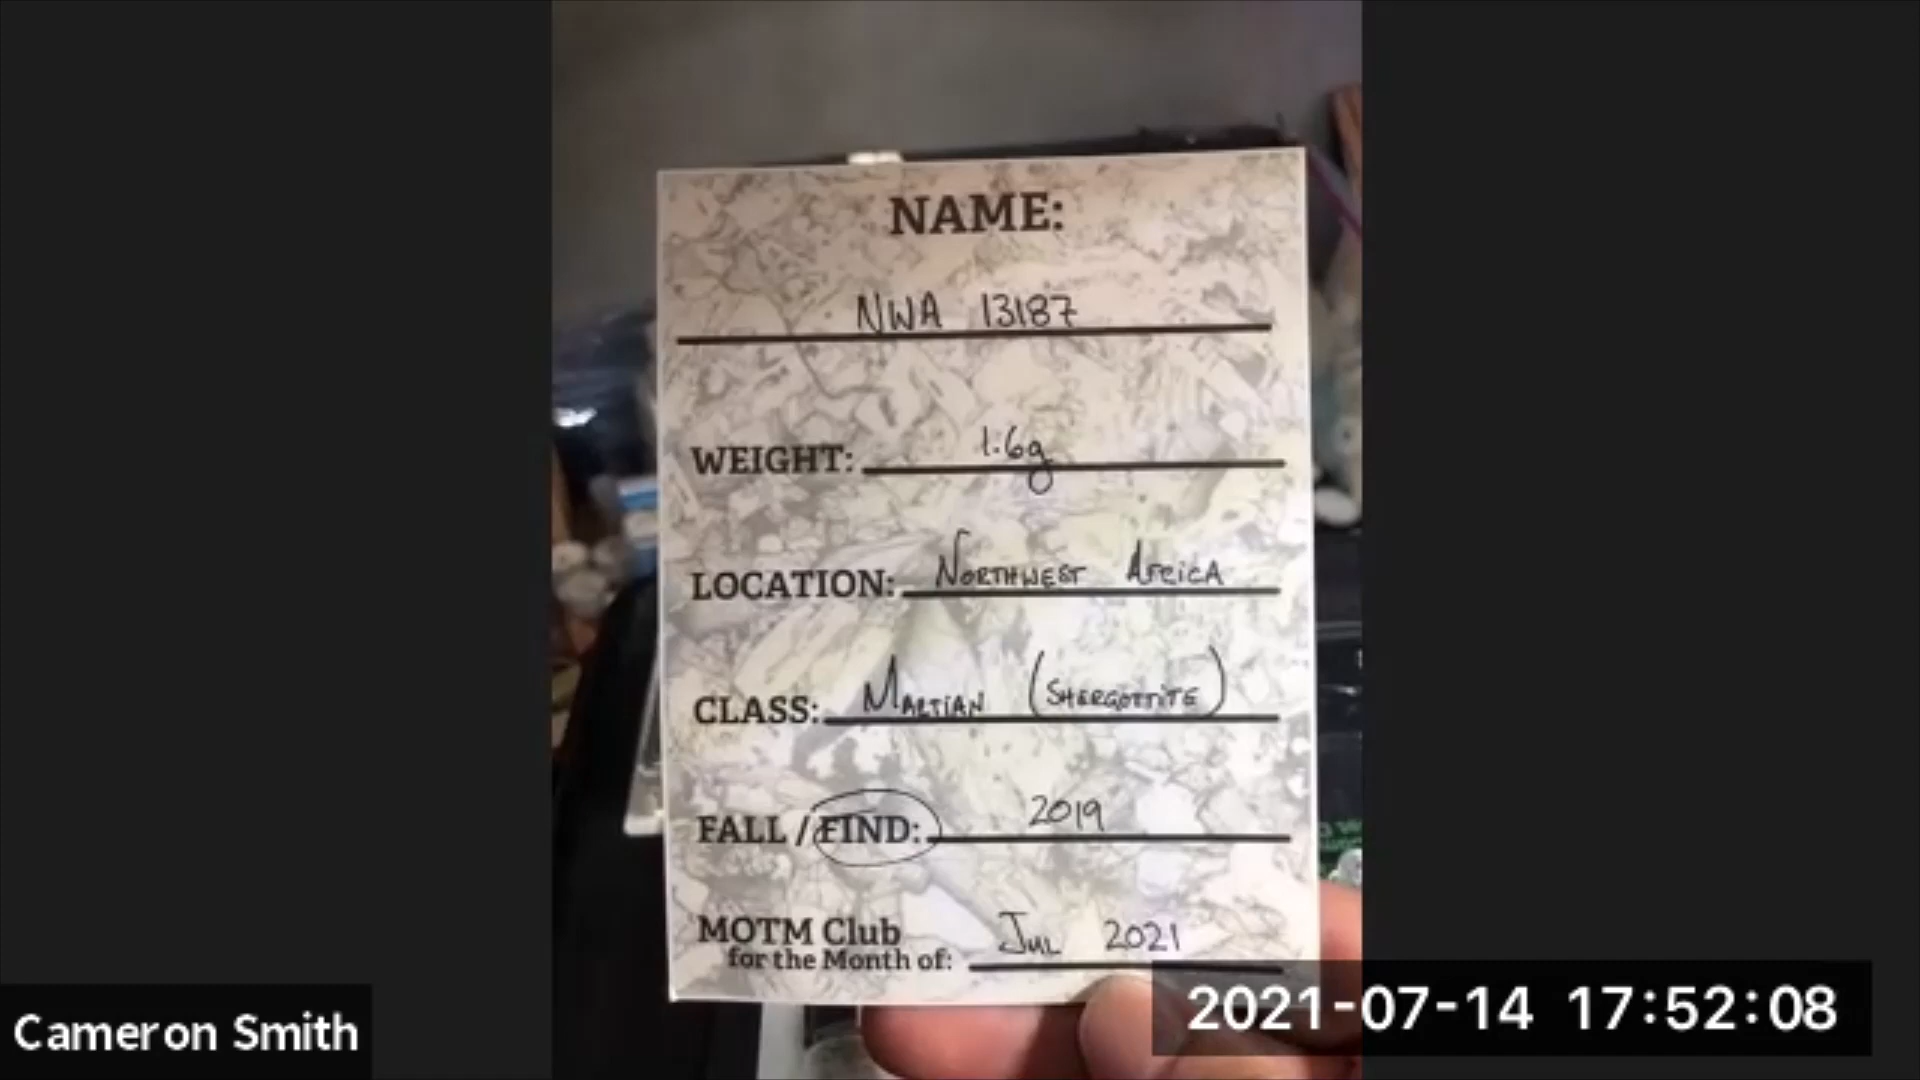 NAME:
NWA 13187
WEIGHT: 1.6g
LOCATION: NORTHWEST AFRICA
CLASS: MARTIAN (SHERGOTTITE)
FALL / FIND: 2019
MOTM Club
for the Month of: JUL 2021
Cameron Smith
2021-07-14 17:52:08